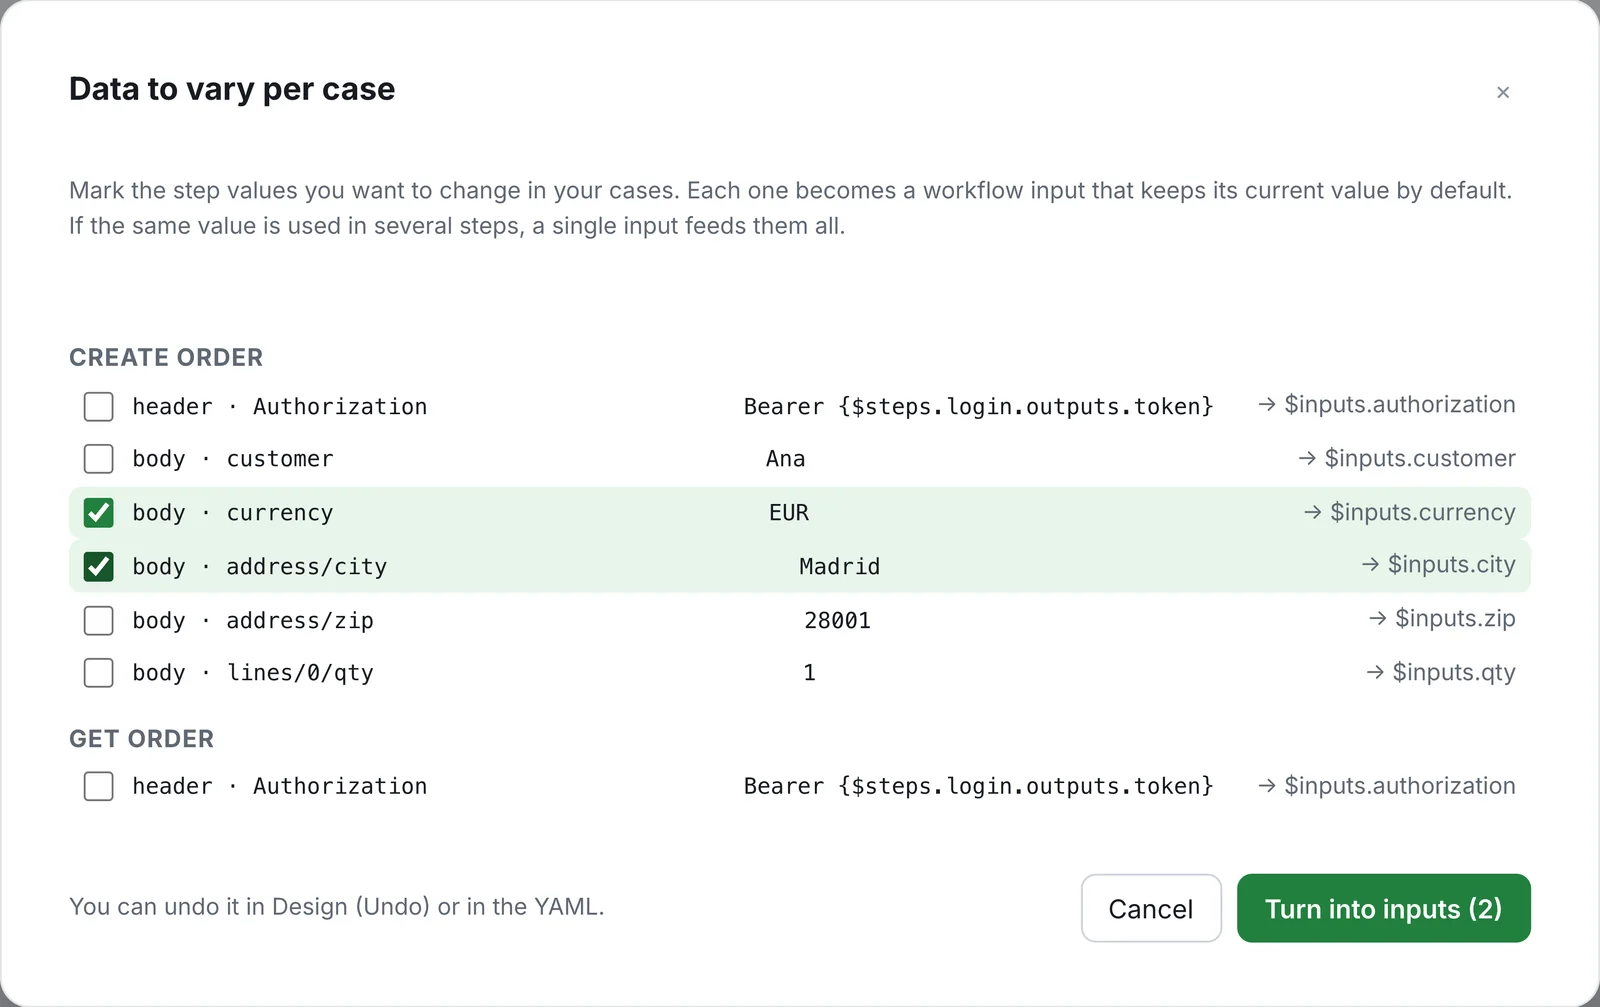 Data to vary per case
×
Mark the step values you want to change in your cases. Each one becomes a workflow input that keeps its current value by default.
If the same value is used in several steps, a single input feeds them all.
CREATE ORDER
header · Authorization Bearer {$steps.login.outputs.token} → $inputs.authorization
body · customer Ana → $inputs.customer
body · currency EUR → $inputs.currency
body · address/city Madrid → $inputs.city
body · address/zip 28001 → $inputs.zip
body · lines/0/qty 1 → $inputs.qty
GET ORDER
header · Authorization Bearer {$steps.login.outputs.token} → $inputs.authorization
You can undo it in Design (Undo) or in the YAML.
Cancel
Turn into inputs (2)